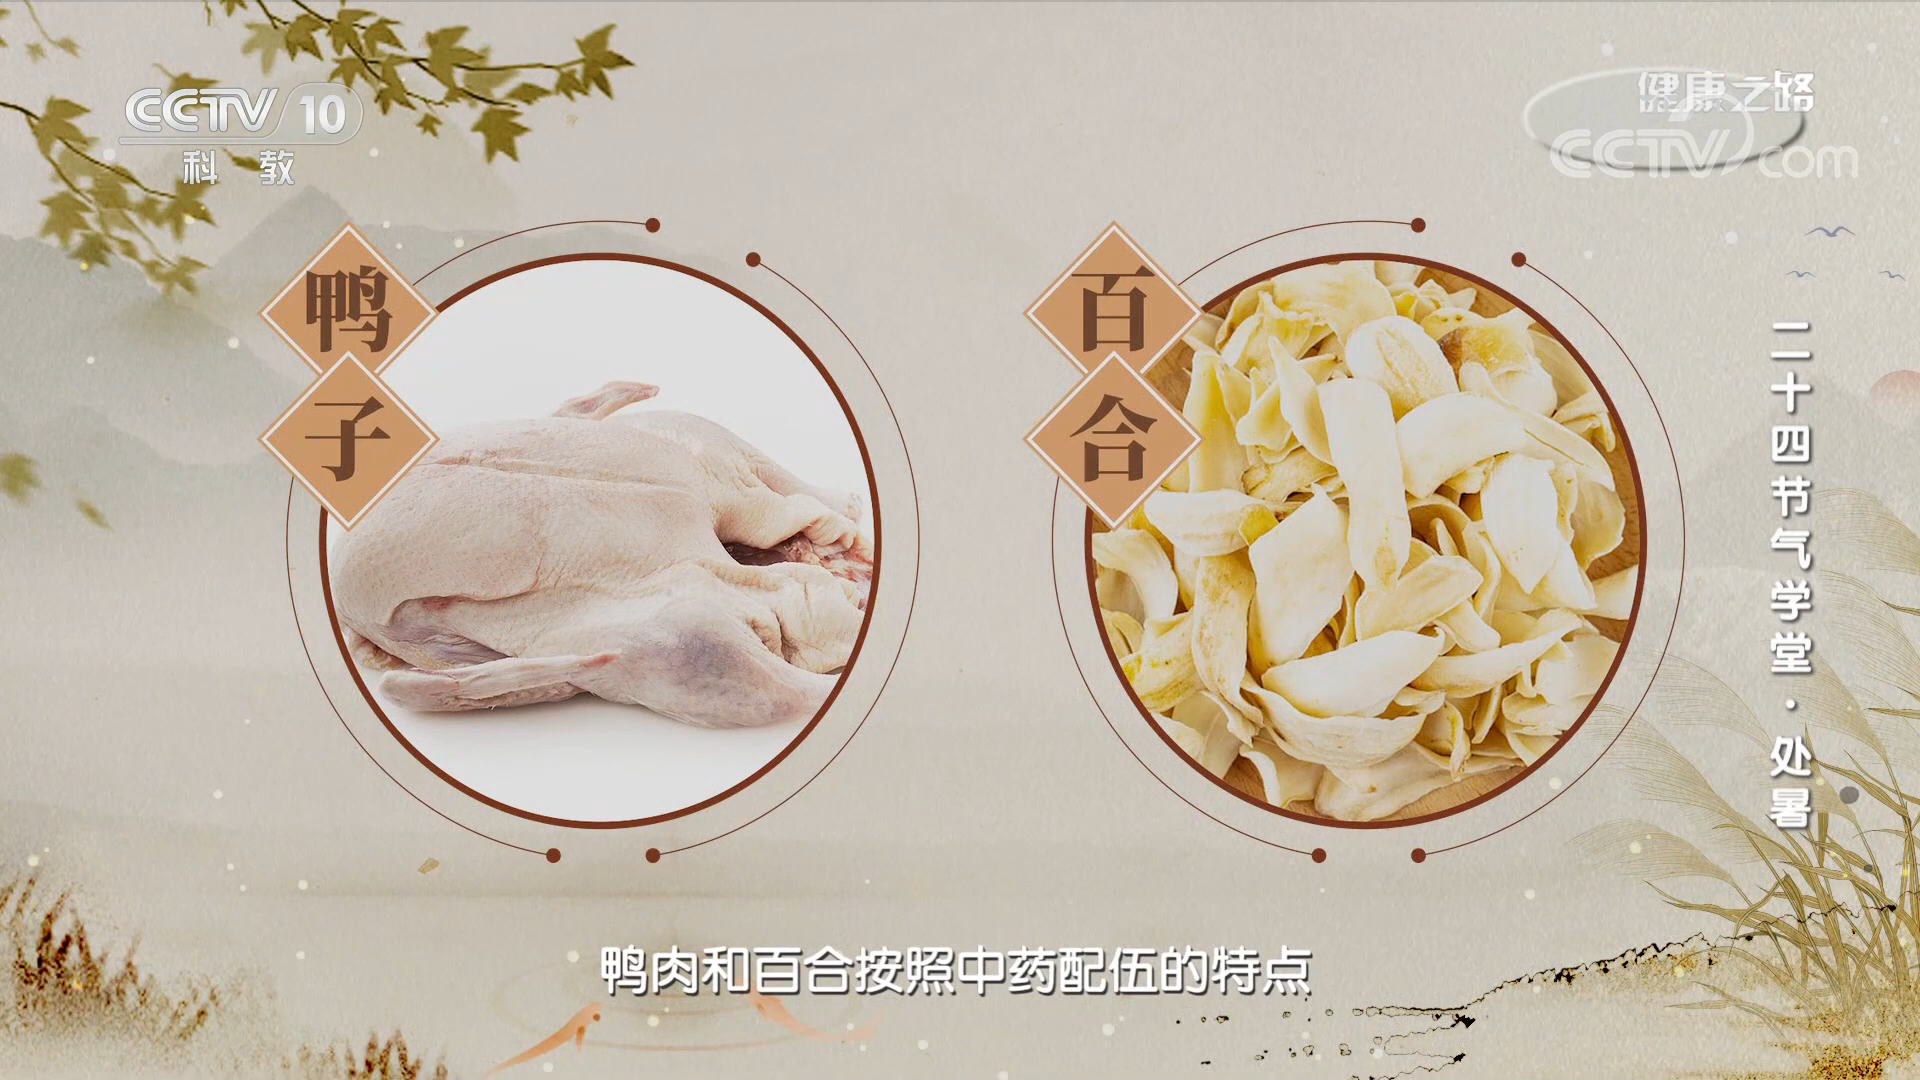 CCTV 10
科 教
健康之路
CCTV.com
鸭子
百合
二十四节气学堂·处暑
鸭肉和百合按照中药配伍的特点